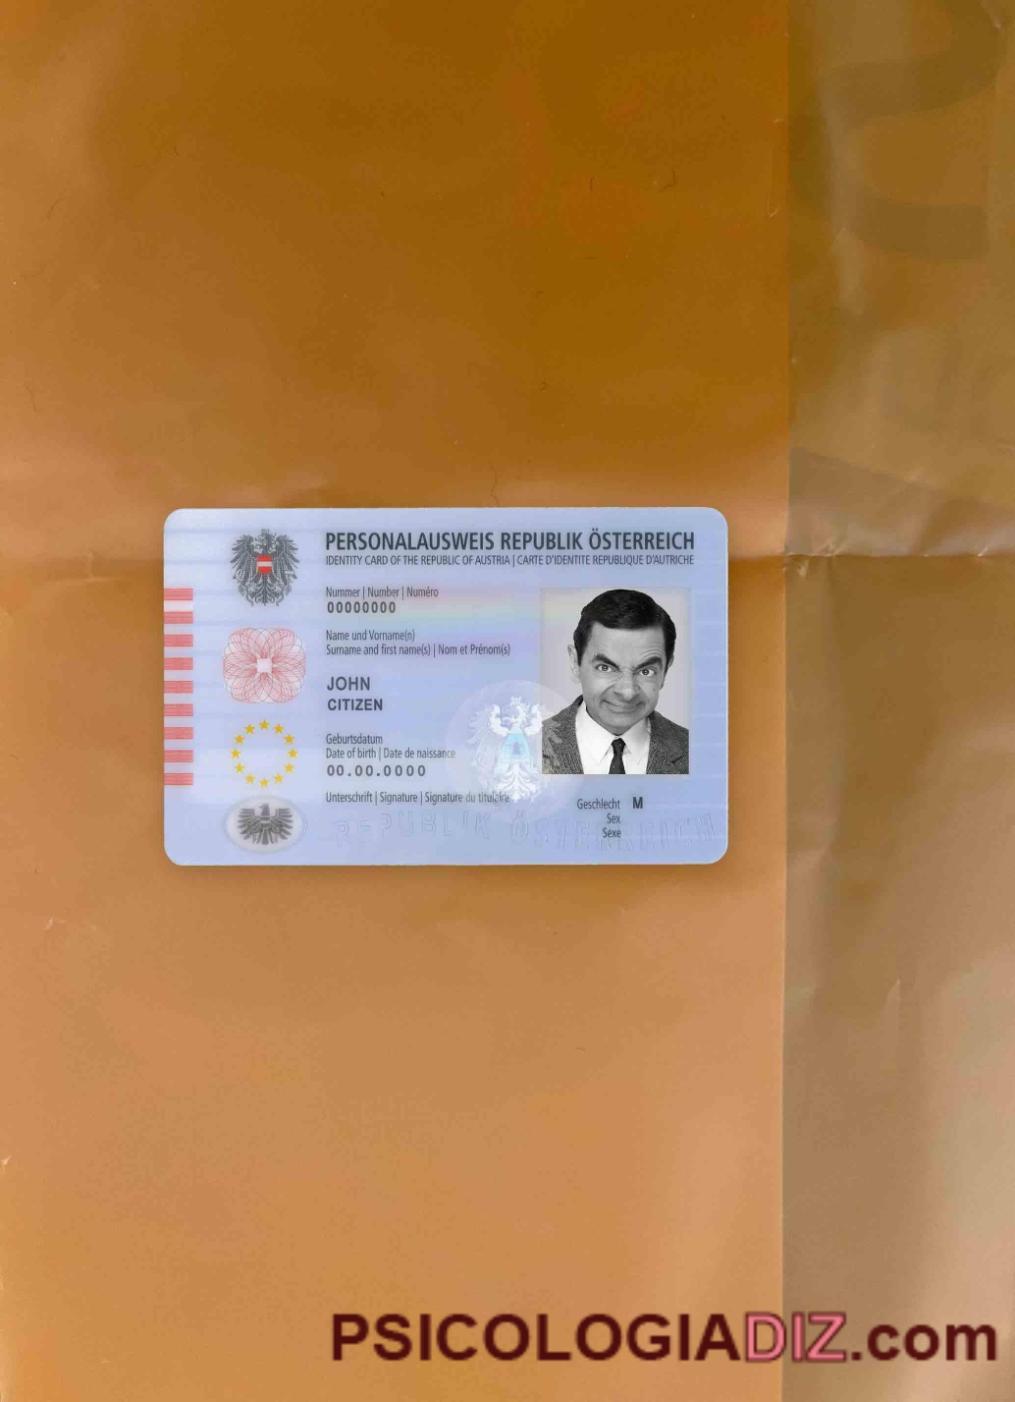 PERSONALAUSWEIS REPUBLIK ÖSTERREICH
IDENTITY CARD OF THE REPUBLIC OF AUSTRIA | CARTE D'IDENTITE REPUBLIQUE D'AUTRICHE
Nummer | Number | Numéro
00000000
Name und Vorname(n)
Surname and first name(s) | Nom et Prénom(s)
JOHN
CITIZEN
Geburtsdatum
Date of birth | Date de naissance
00.00.0000
Unterschrift | Signature | Signature du titulaire
Geschlecht M
Sex
Sexe
REPUBLIK ÖSTERREICH
PSICOLOGIADIZ.com